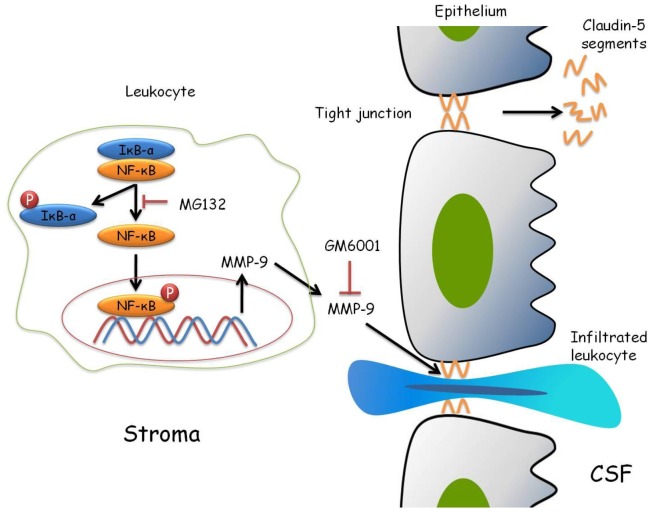 Epithelium
Claudin-5
segments
Leukocyte
Tight junction
IκB-α
NF-κB
P
IκB-α
MG132
NF-κB
GM6001
MMP-9
P
NF-κB
MMP-9
Infiltrated
leukocyte
Stroma
CSF